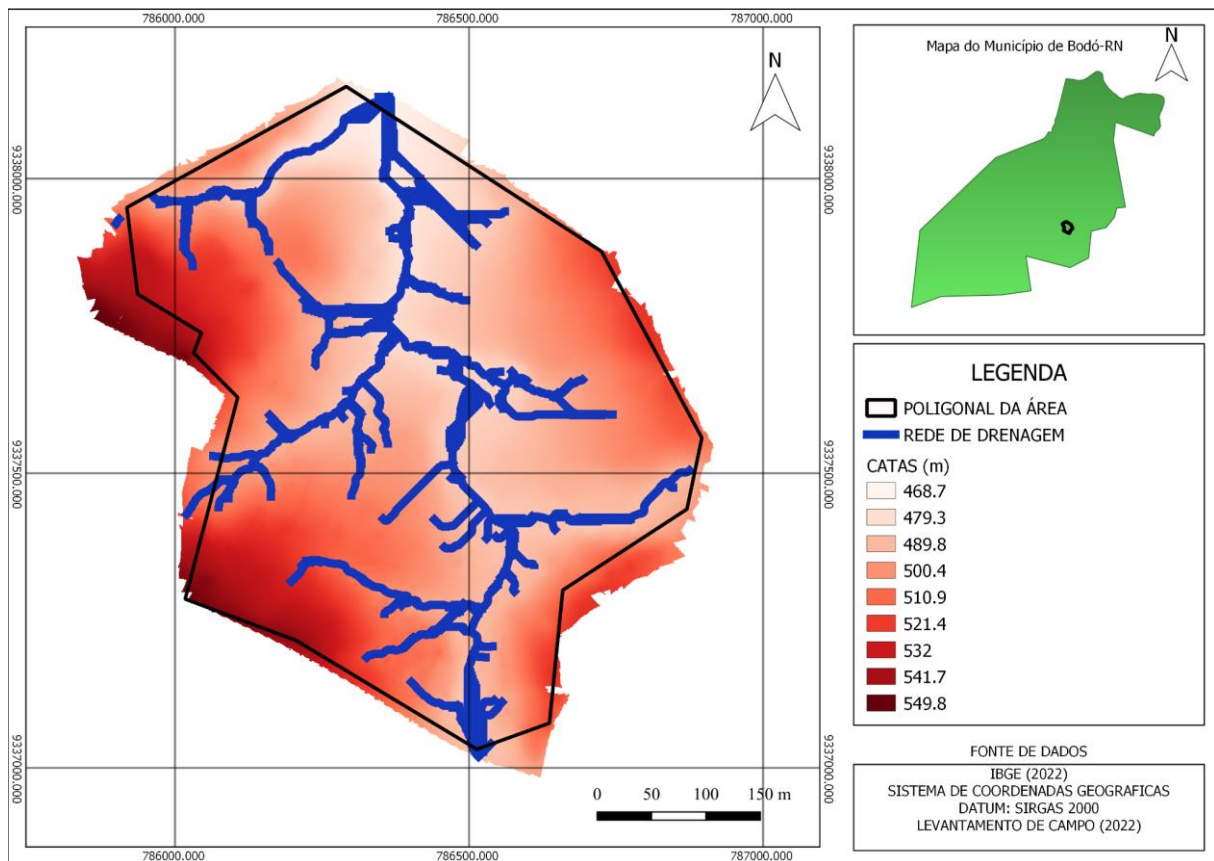 786000.000
786500.000
787000.000
N
9338000.000
9338000.000
9337500.000
9337500.000
9337000.000
9337000.000
0 50 100 150 m
786000.000
786500.000
787000.000
Mapa do Município de Bodó-RN
N
LEGENDA
POLIGONAL DA ÁREA
REDE DE DRENAGEM
CATAS (m)
468.7
479.3
489.8
500.4
510.9
521.4
532
541.7
549.8
FONTE DE DADOS
IBGE (2022)
SISTEMA DE COORDENADAS GEOGRAFICAS
DATUM: SIRGAS 2000
LEVANTAMENTO DE CAMPO (2022)